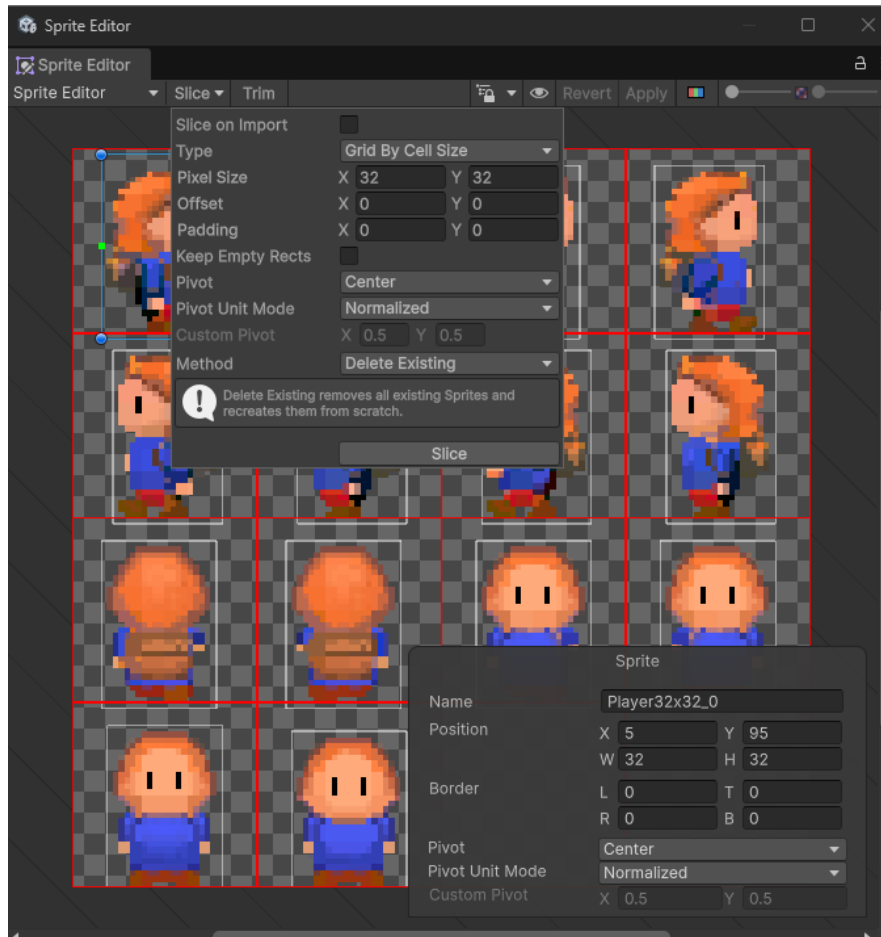 Sprite Editor
Sprite Editor
Sprite Editor Slice Trim Revert Apply
Slice on Import
Type Grid By Cell Size
Pixel Size X 32 Y 32
Offset X 0 Y 0
Padding X 0 Y 0
Keep Empty Rects
Pivot Center
Pivot Unit Mode Normalized
Custom Pivot X 0.5 Y 0.5
Method Delete Existing
Delete Existing removes all existing Sprites and
recreates them from scratch.
Slice
Sprite
Name Player32x32_0
Position X 5 Y 95
W 32 H 32
Border L 0 T 0
R 0 B 0
Pivot Center
Pivot Unit Mode Normalized
Custom Pivot X 0.5 Y 0.5